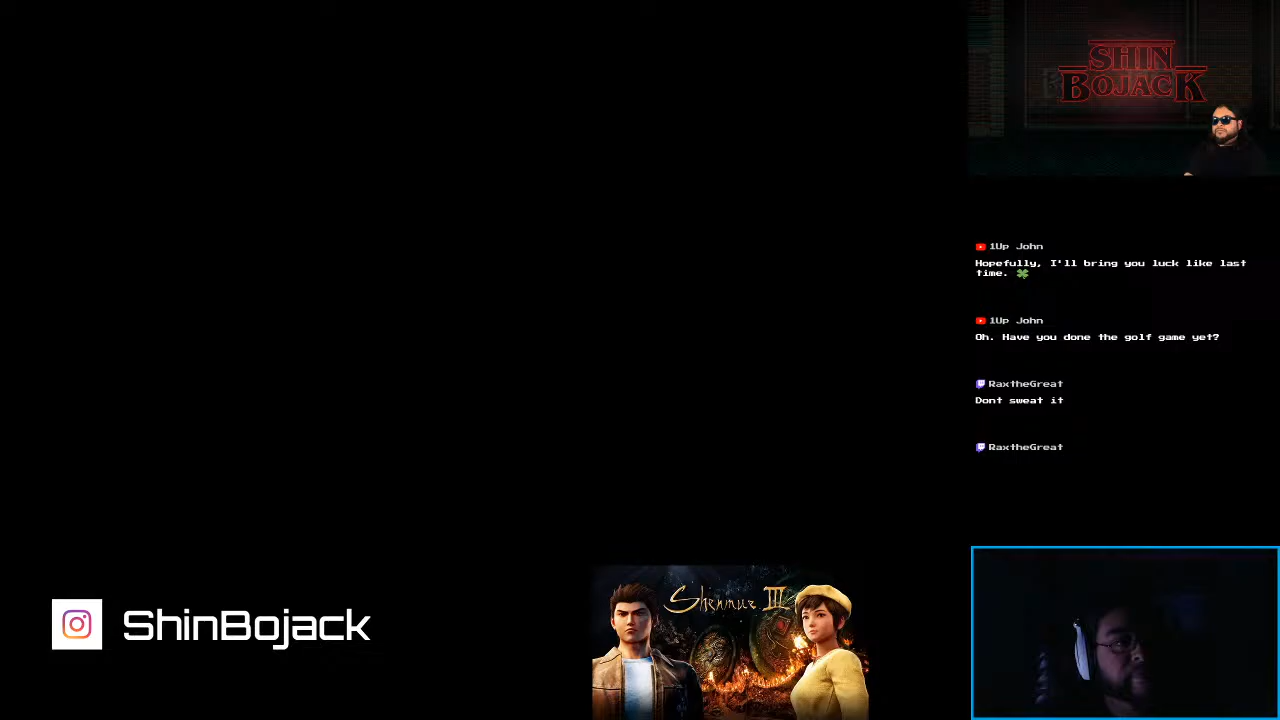 SHIN
BOJACK
1Up John
Hopefully, I'll bring you luck like last
time. 🍀
1Up John
Oh. Have you done the golf game yet?
RaxtheGreat
Dont sweat it
RaxtheGreat
Shenmue III
ShinBojack